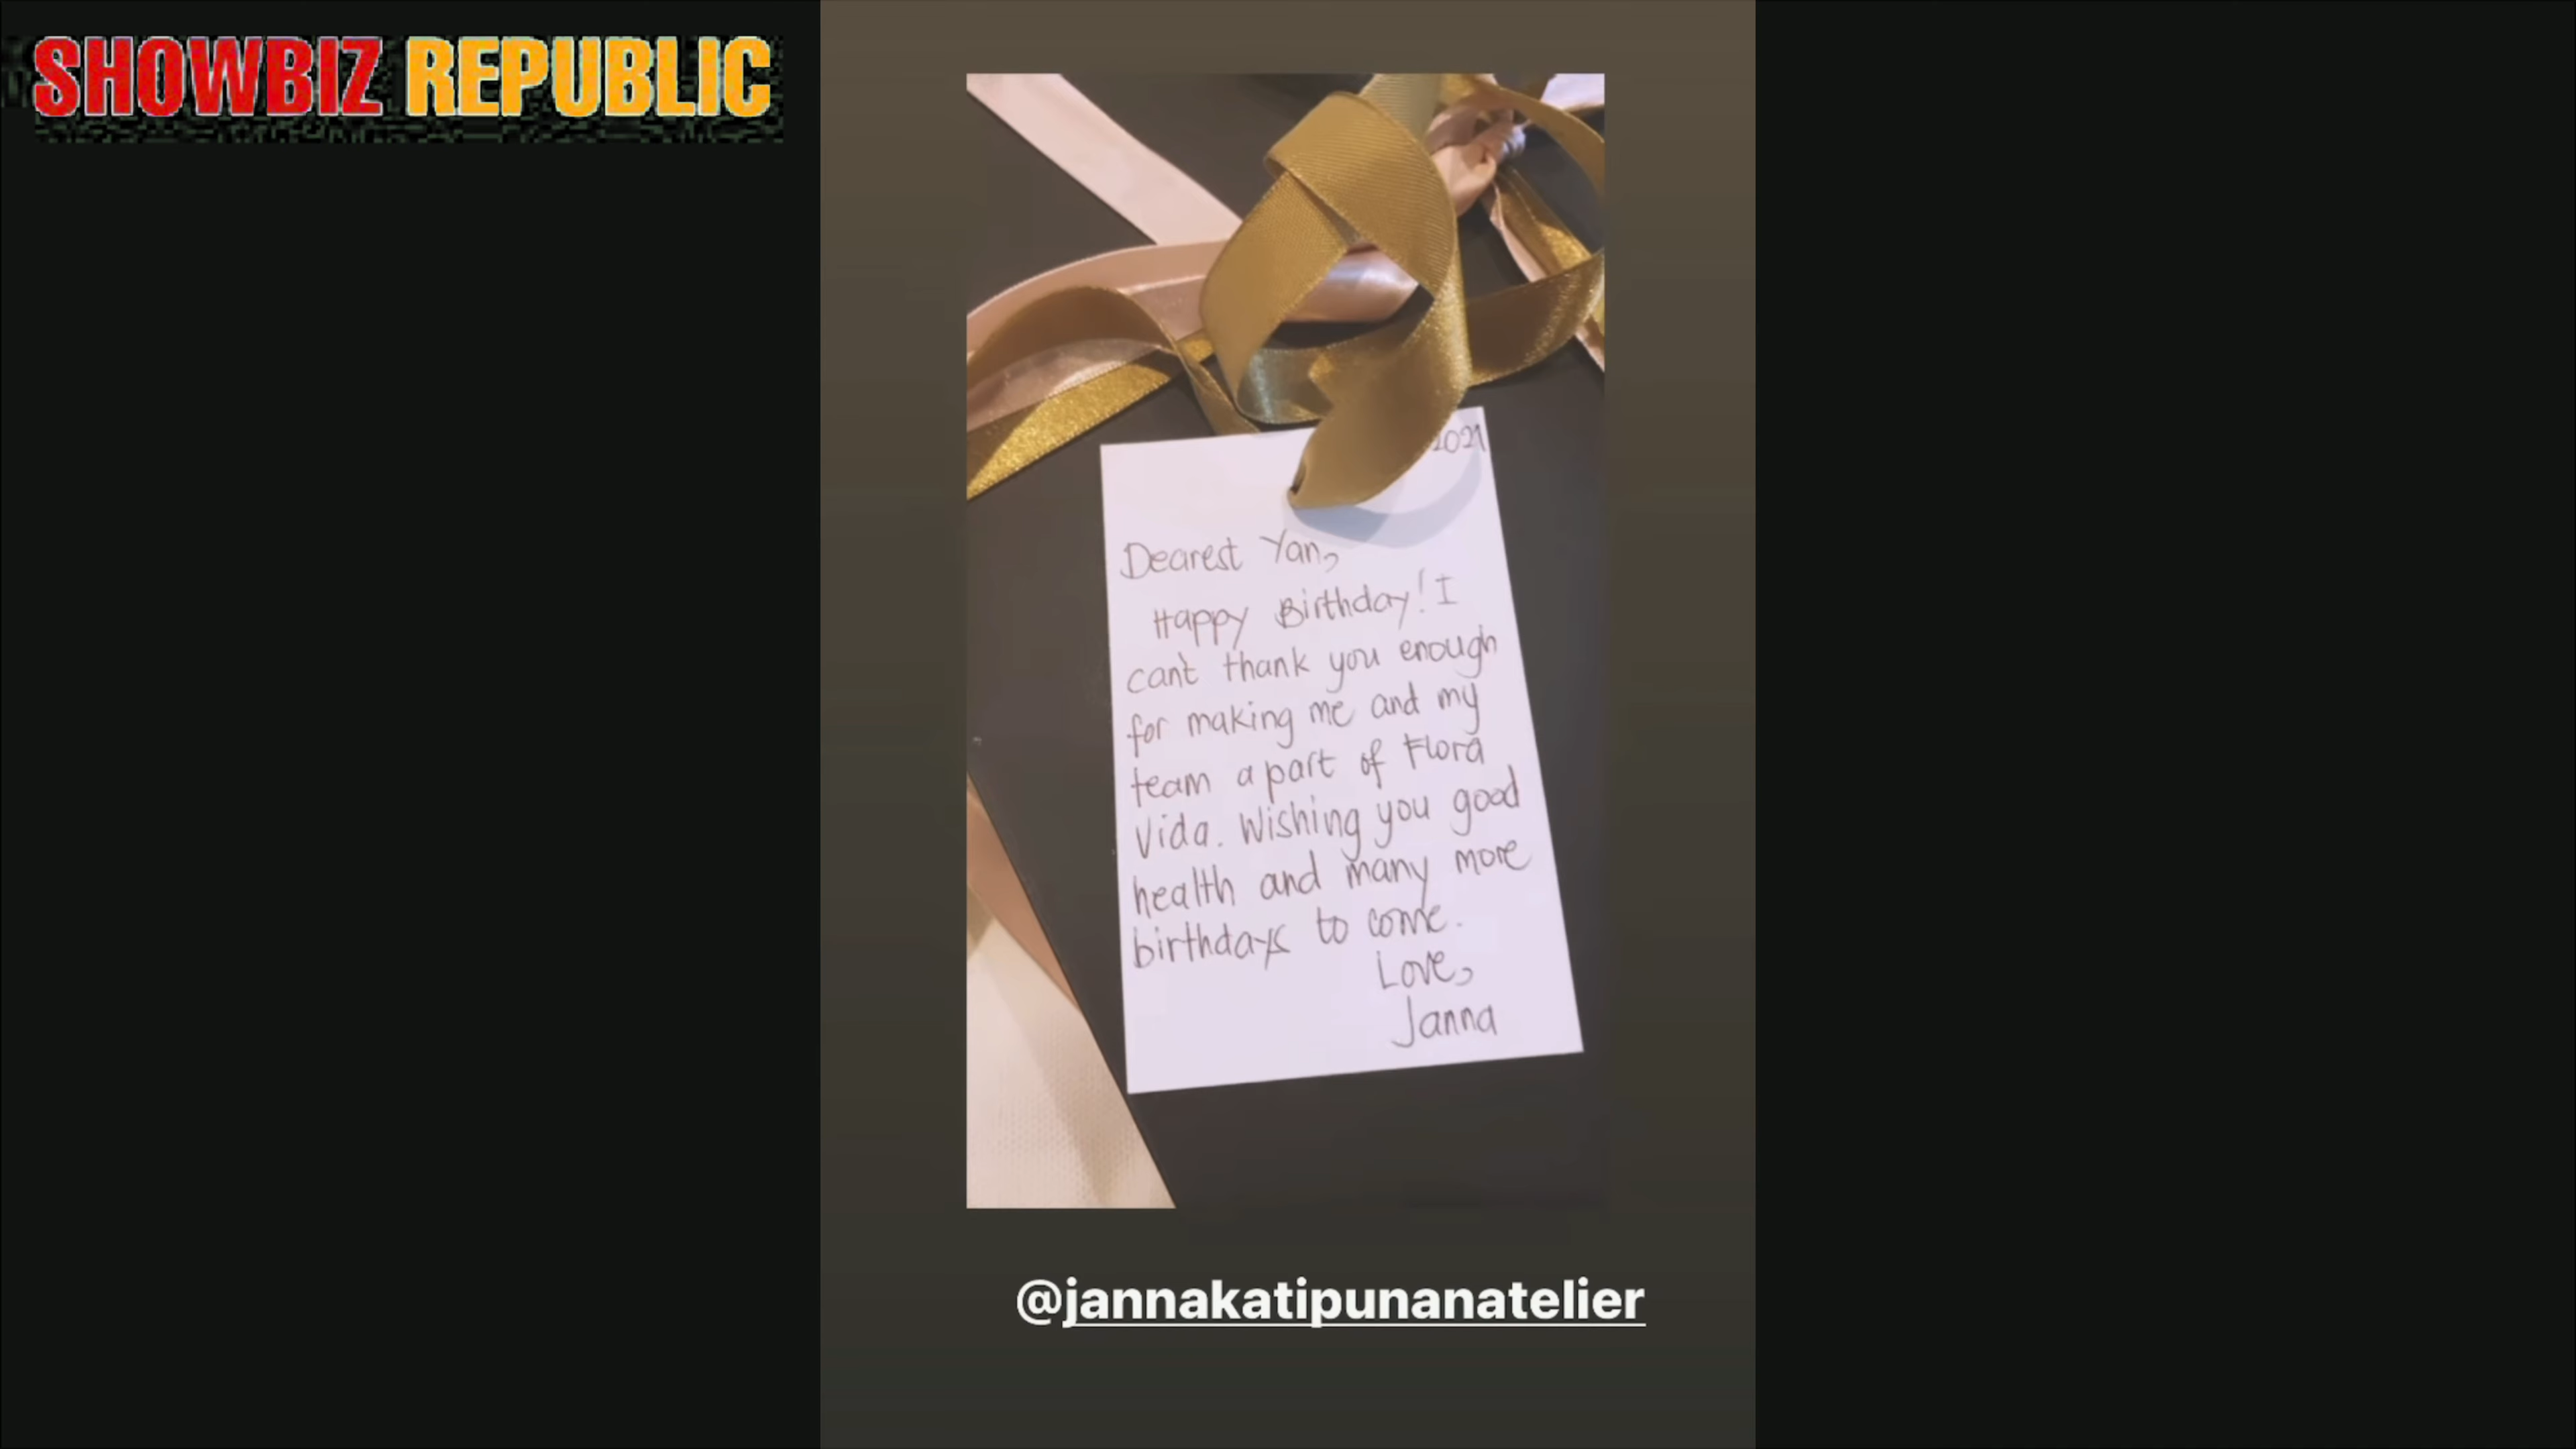 SHOWBIZ REPUBLIC
2021
Dearest Yan,
Happy Birthday! I
can't thank you enough
for making me and my
team a part of Flora
Vida. Wishing you good
health and many more
birthdays to come.
Love,
Janna
@jannakatipunanatelier